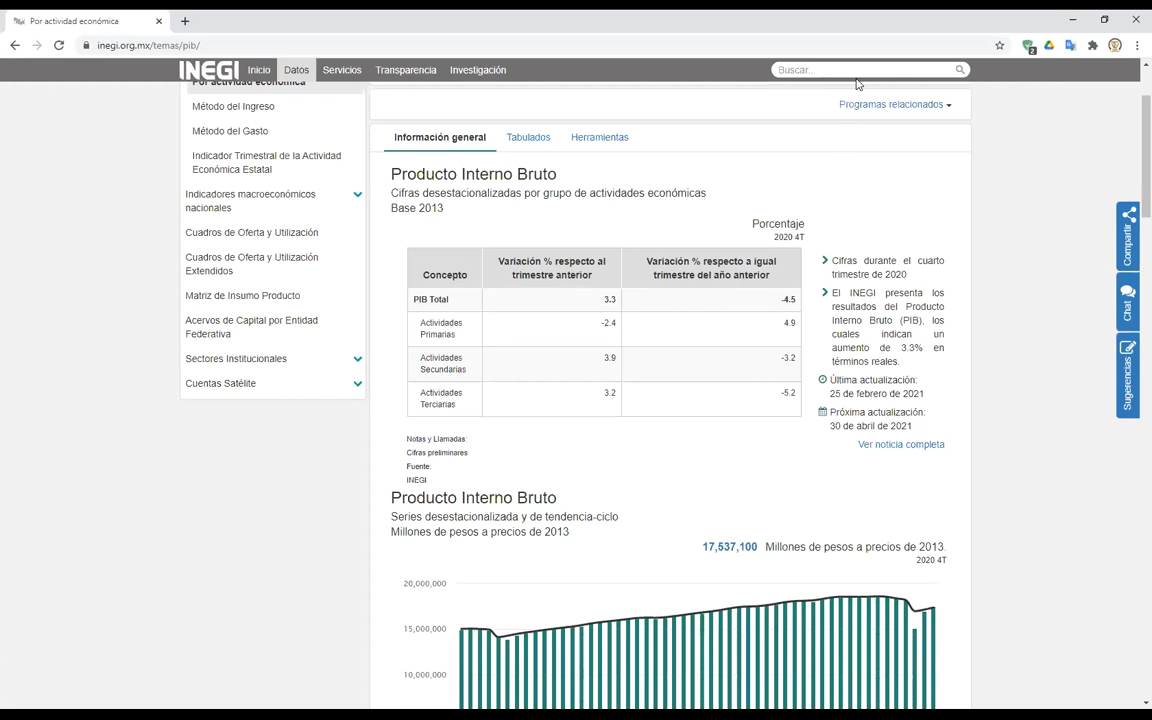 Por actividad económica
inegi.org.mx/temas/pib/
2
INEGI Inicio Datos Servicios Transparencia Investigación
Buscar...
Por actividad económica
Método del Ingreso
Método del Gasto
Indicador Trimestral de la Actividad
Económica Estatal
Indicadores macroeconómicos
nacionales
Cuadros de Oferta y Utilización
Cuadros de Oferta y Utilización
Extendidos
Matriz de Insumo Producto
Acervos de Capital por Entidad
Federativa
Sectores Institucionales
Cuentas Satélite
Programas relacionados
Información general Tabulados Herramientas
Producto Interno Bruto
Cifras desestacionalizadas por grupo de actividades económicas
Base 2013
Porcentaje
2020 4T
Concepto
Variación % respecto al
trimestre anterior
Variación % respecto a igual
trimestre del año anterior
PIB Total 3.3 -4.5
Actividades
Primarias
-2.4 4.9
Actividades
Secundarias
3.9 -3.2
Actividades
Terciarias
3.2 -5.2
Cifras durante el cuarto
trimestre de 2020
El INEGI presenta los
resultados del Producto
Interno Bruto (PIB), los
cuales indican un
aumento de 3.3% en
términos reales.
Última actualización:
25 de febrero de 2021
Próxima actualización:
30 de abril de 2021
Ver noticia completa
Notas y Llamadas:
Cifras preliminares
Fuente:
INEGI
Producto Interno Bruto
Series desestacionalizada y de tendencia-ciclo
Millones de pesos a precios de 2013
17,537,100 Millones de pesos a precios de 2013.
2020 4T
20,000,000
15,000,000
10,000,000
Compartir
Chat
Sugerencias